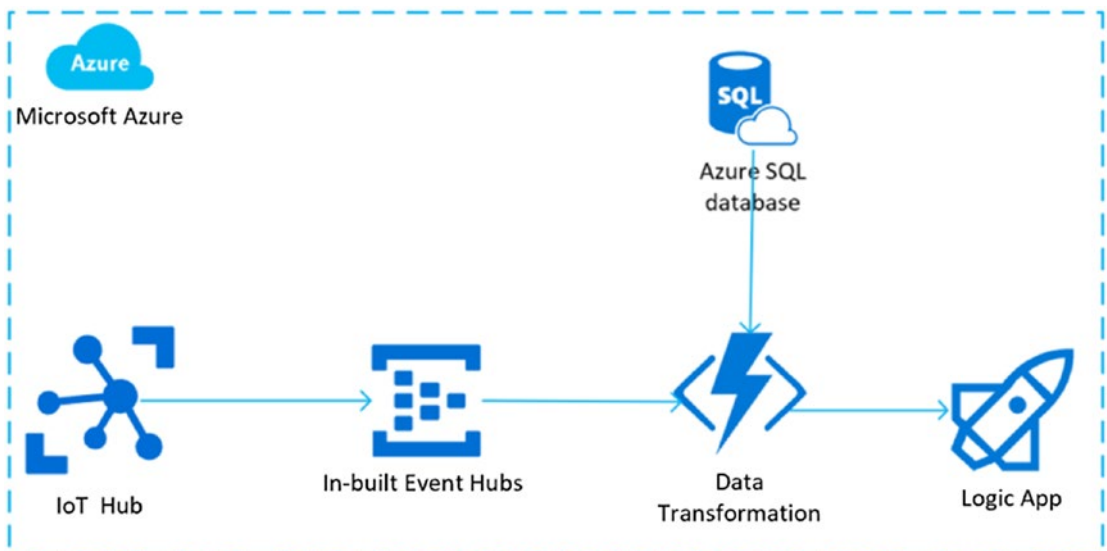 Azure
Microsoft Azure
SQL
Azure SQL
database
IoT Hub
In-built Event Hubs
Data
Transformation
Logic App